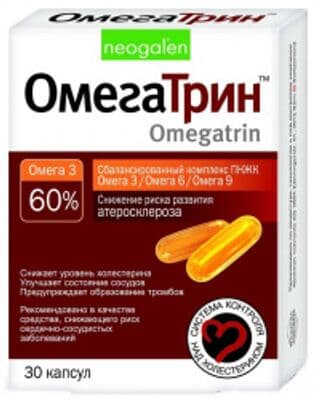 neogalen
ОмегаТрин™
Omegatrin
Омега 3
60%
Сбалансированный комплекс ПНЖК
Омега 3/Омега 6/Омега 9
Снижение риска развития
атеросклероза
Снижает уровень холестерина
Улучшает состояние сосудов
Предупреждает образование тромбов
Рекомендовано в качестве
средства, снижающего риск
сердечно-сосудистых
заболеваний
СИСТЕМА КОНТРОЛЯ
НАД ХОЛЕСТЕРИНОМ
30 капсул